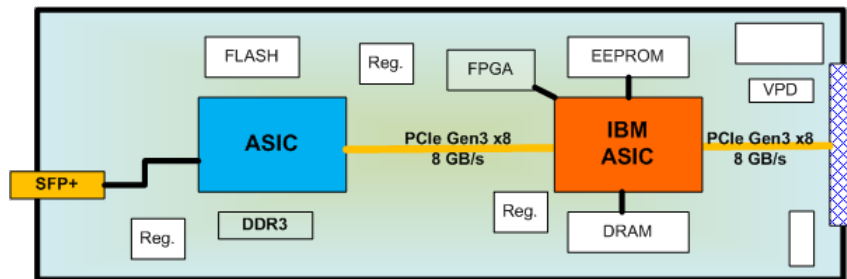 FLASH
Reg.
FPGA
EEPROM
VPD
ASIC
PCIe Gen3 x8
8 GB/s
IBM
ASIC
PCIe Gen3 x8
8 GB/s
SFP+
Reg.
DDR3
Reg.
DRAM